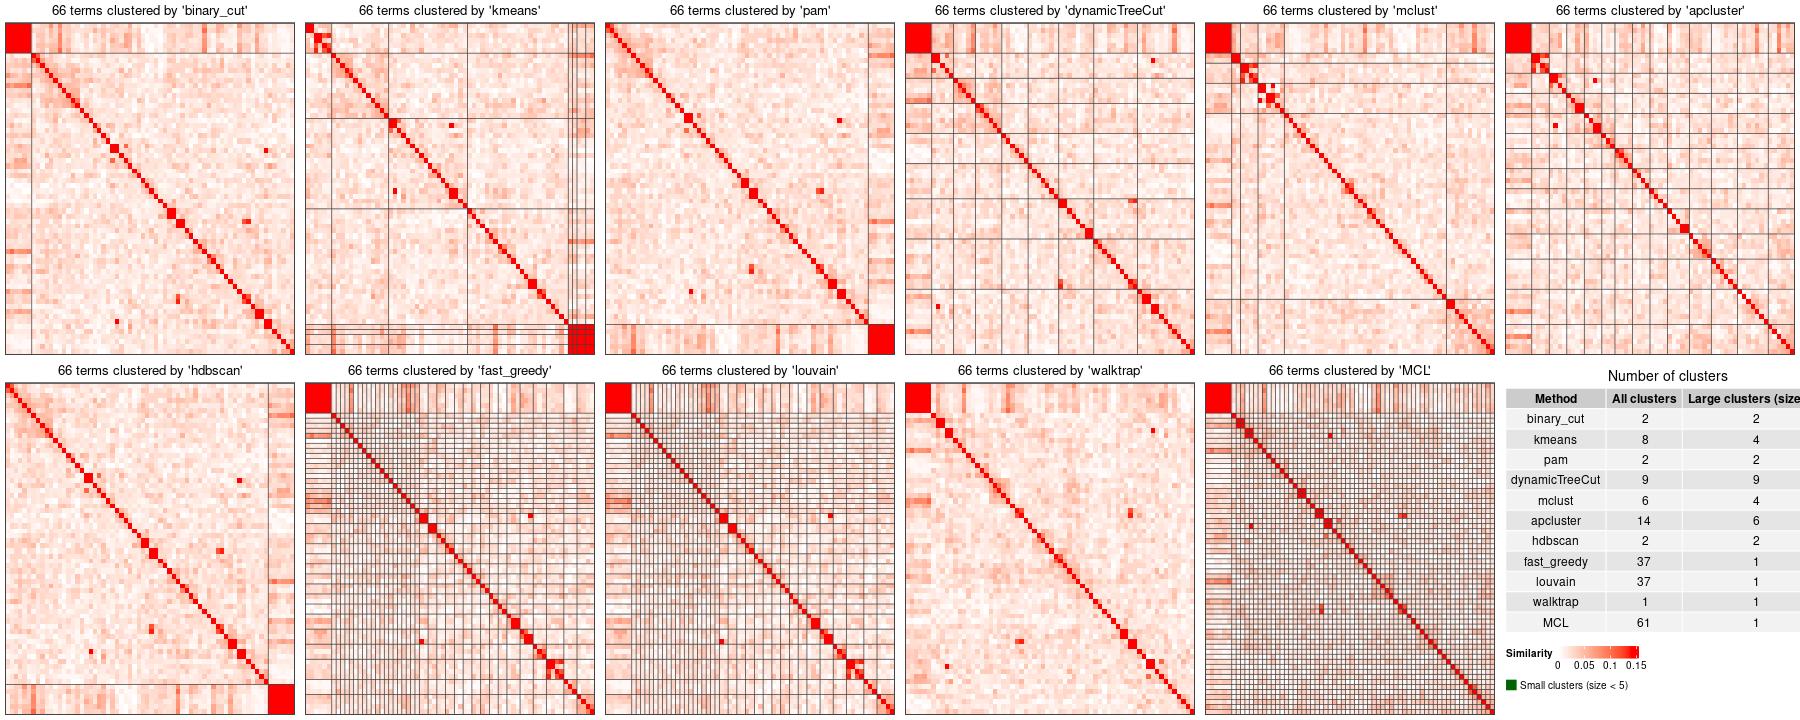 66 terms clustered by 'binary_cut'
66 terms clustered by 'kmeans'
66 terms clustered by 'pam'
66 terms clustered by 'dynamicTreeCut'
66 terms clustered by 'mclust'
66 terms clustered by 'apcluster'
66 terms clustered by 'hdbscan'
66 terms clustered by 'fast_greedy'
66 terms clustered by 'louvain'
66 terms clustered by 'walktrap'
66 terms clustered by 'MCL'
Number of clusters
Method All clusters Large clusters (size
binary_cut 2 2
kmeans 8 4
pam 2 2
dynamicTreeCut 9 9
mclust 6 4
apcluster 14 6
hdbscan 2 2
fast_greedy 37 1
louvain 37 1
walktrap 1 1
MCL 61 1
Similarity
0 0.05 0.1 0.15
Small clusters (size < 5)